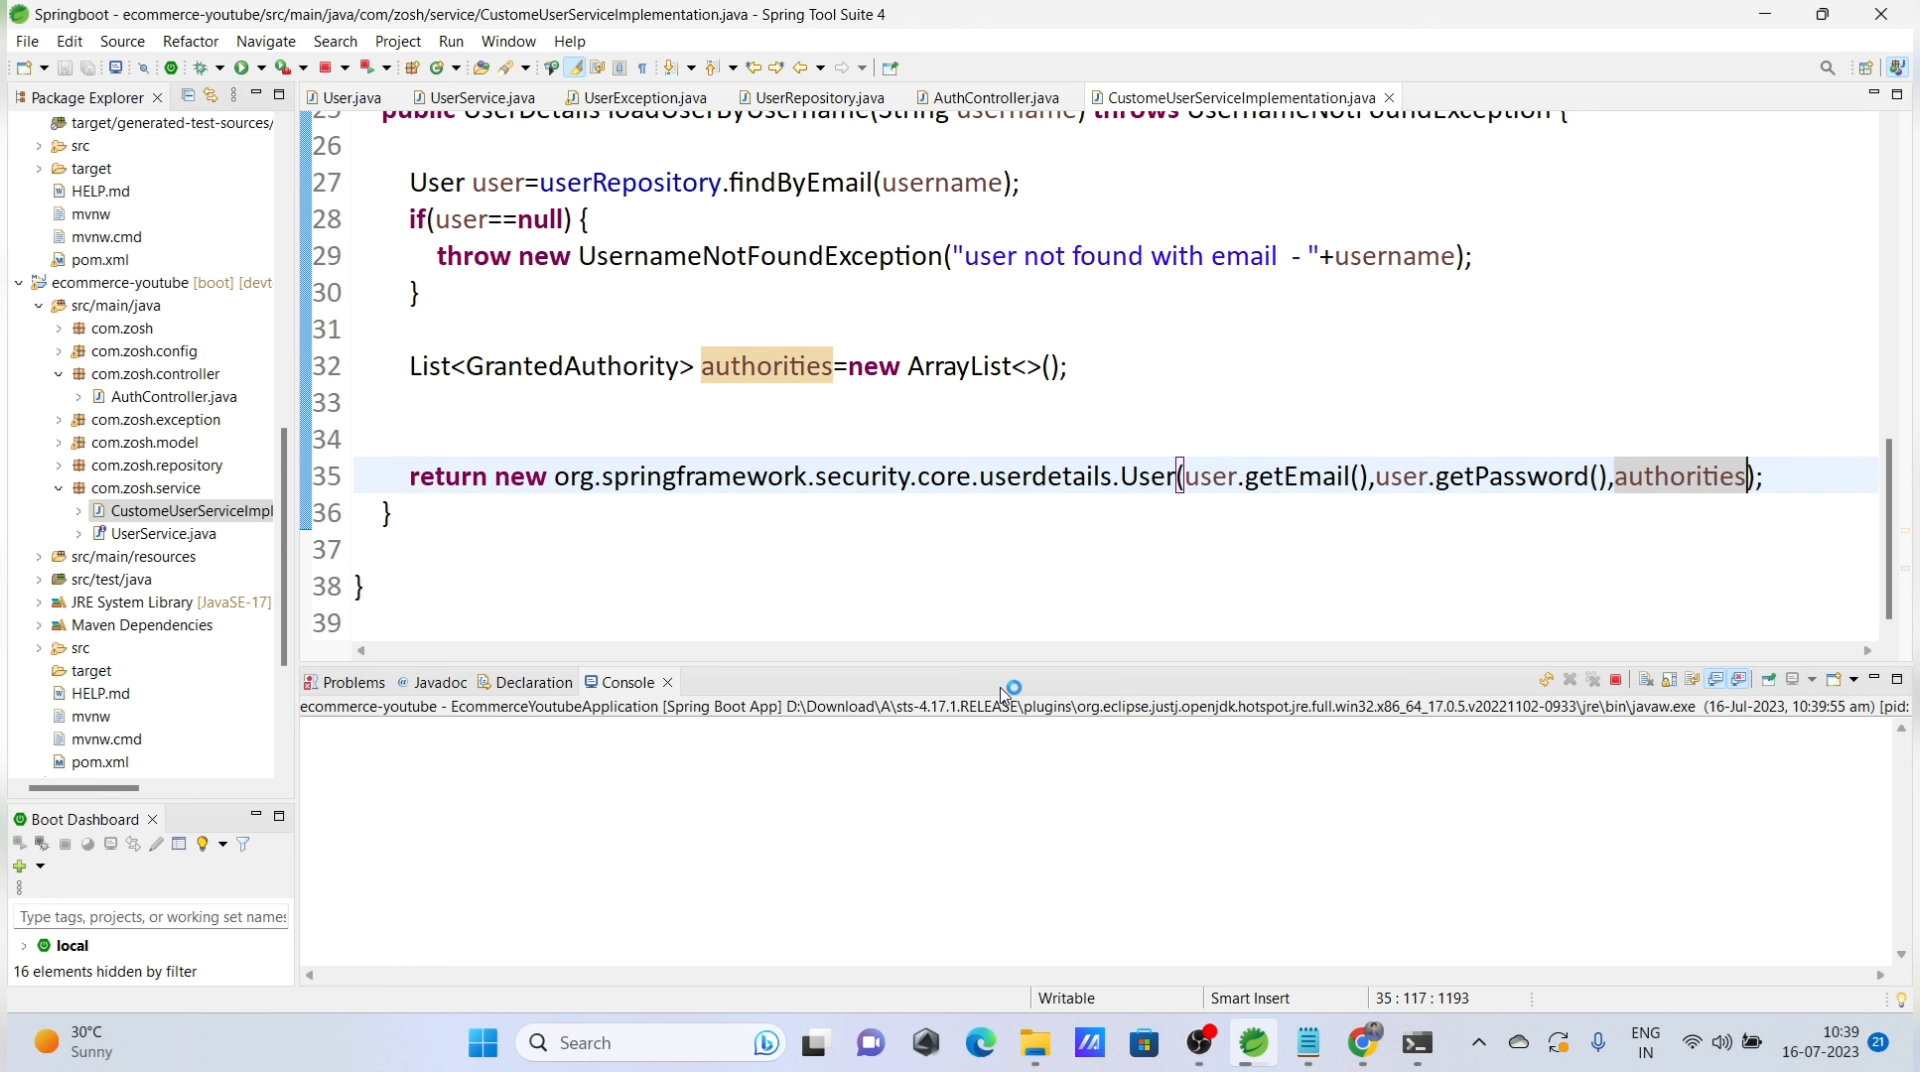 Springboot - ecommerce-youtube/src/main/java/com/zosh/service/CustomeUserServiceImplementation.java - Spring Tool Suite 4
File Edit Source Refactor Navigate Search Project Run Window Help
Package Explorer
User.java UserService.java UserException.java UserRepository.java AuthController.java CustomeUserServiceImplementation.java
target/generated-test-sources/
src
target
HELP.md
mvnw
mvnw.cmd
pom.xml
ecommerce-youtube [boot] [devt
src/main/java
com.zosh
com.zosh.config
com.zosh.controller
AuthController.java
com.zosh.exception
com.zosh.model
com.zosh.repository
com.zosh.service
CustomeUserServiceImpl
UserService.java
src/main/resources
src/test/java
JRE System Library [JavaSE-17]
Maven Dependencies
src
target
HELP.md
mvnw
mvnw.cmd
pom.xml
25 public UserDetails loadUserByUsername(String username) throws UsernameNotFoundException {
26
27 User user=userRepository.findByEmail(username);
28 if(user==null) {
29 throw new UsernameNotFoundException("user not found with email  - "+username);
30 }
31
32 List<GrantedAuthority> authorities=new ArrayList<>();
33
34
35 return new org.springframework.security.core.userdetails.User(user.getEmail(),user.getPassword(),authorities);
36 }
37
38 }
39
Problems Javadoc Declaration Console
ecommerce-youtube - EcommerceYoutubeApplication [Spring Boot App] D:\Download\A\sts-4.17.1.RELEASE\plugins\org.eclipse.justj.openjdk.hotspot.jre.full.win32.x86_64_17.0.5.v20221102-0933\jre\bin\javaw.exe (16-Jul-2023, 10:39:55 am) [pid:
Boot Dashboard
Type tags, projects, or working set names
local
16 elements hidden by filter
Writable Smart Insert 35 : 117 : 1193
30°C
Sunny
Search
ENG
IN
10:39
16-07-2023
21